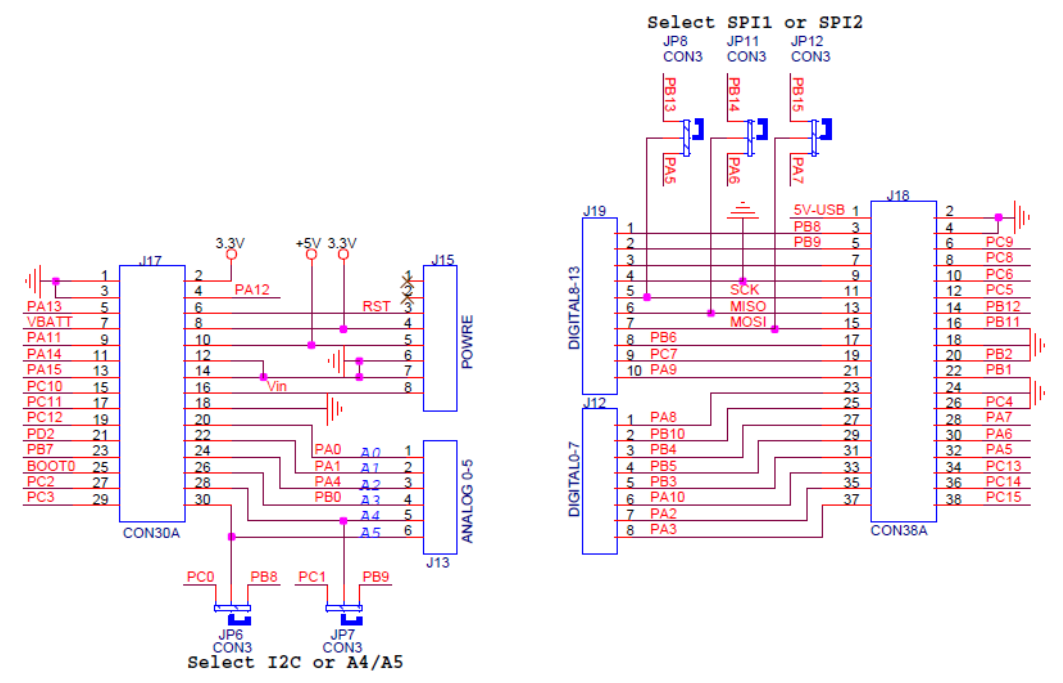 Select SPI1 or SPI2
JP8 JP11 JP12
CON3 CON3 CON3
PB13 PB14 PB15
PA5 PA6 PA7
J17
3.3V
+5V 3.3V
J15
1 2
3 4 PA12
PA13 5 6 RST
VBATT 7 8
PA11 9 10
PA14 11 12
PA15 13 14
PC10 15 16 Vin
PC11 17 18
PC12 19 20
PD2 21 22
PB7 23 24
BOOT0 25 26
PC2 27 28
PC3 29 30
CON30A
1
2
3
4
5
6
7
8
POWRE
PA0 A0 1
PA1 A1 2
PA4 A2 3
PB0 A3 4
A4 5
A5 6
ANALOG 0-5
J13
PC0 PB8 PC1 PB9
JP6 JP7
CON3 CON3
Select I2C or A4/A5
J19
1
2
3
4
5 SCK
6 MISO
7 MOSI
8 PB6
9 PC7
10 PA9
DIGITAL8-13
J12
1 PA8
2 PB10
3 PB4
4 PB5
5 PB3
6 PA10
7 PA2
8 PA3
DIGITAL0-7
J18
5V-USB 1 2
PB8 3 4
PB9 5 6 PC9
7 8 PC8
9 10 PC6
11 12 PC5
13 14 PB12
15 16 PB11
17 18
19 20 PB2
21 22 PB1
23 24
25 26 PC4
27 28 PA7
29 30 PA6
31 32 PA5
33 34 PC13
35 36 PC14
37 38 PC15
CON38A